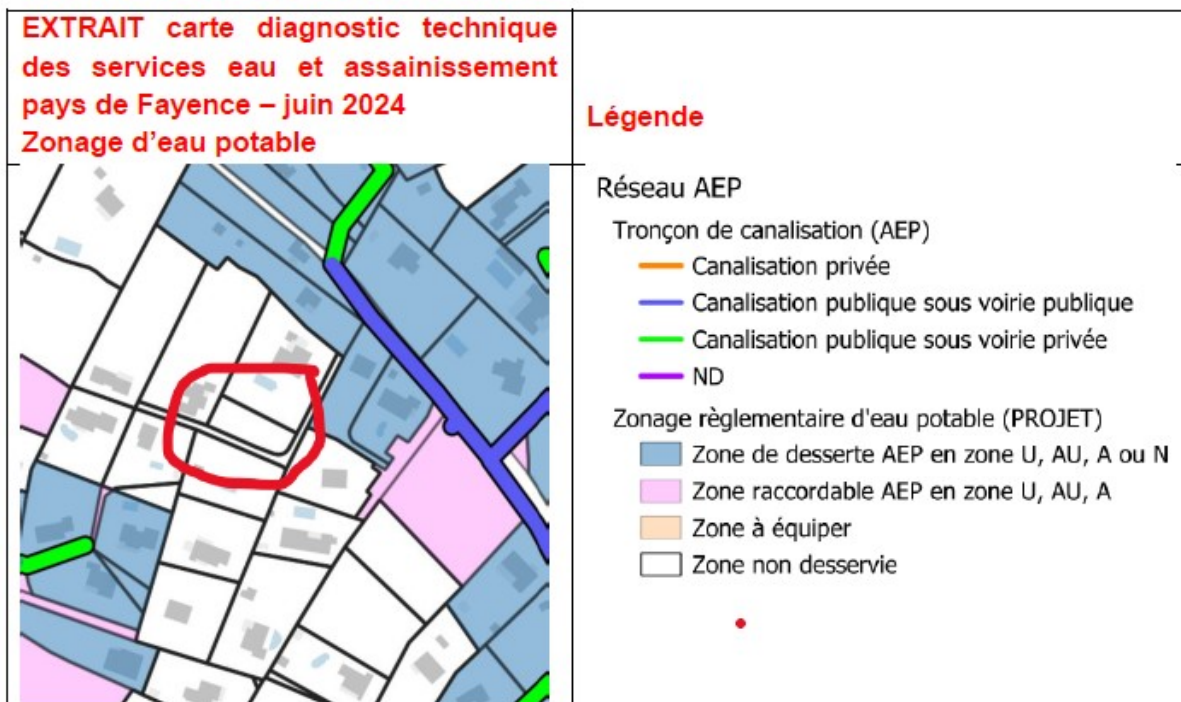 EXTRAIT carte diagnostic technique
des services eau et assainissement
pays de Fayence – juin 2024
Zonage d'eau potable
Légende
Réseau AEP
Tronçon de canalisation (AEP)
Canalisation privée
Canalisation publique sous voirie publique
Canalisation publique sous voirie privée
ND
Zonage règlementaire d'eau potable (PROJET)
Zone de desserte AEP en zone U, AU, A ou N
Zone raccordable AEP en zone U, AU, A
Zone à équiper
Zone non desservie